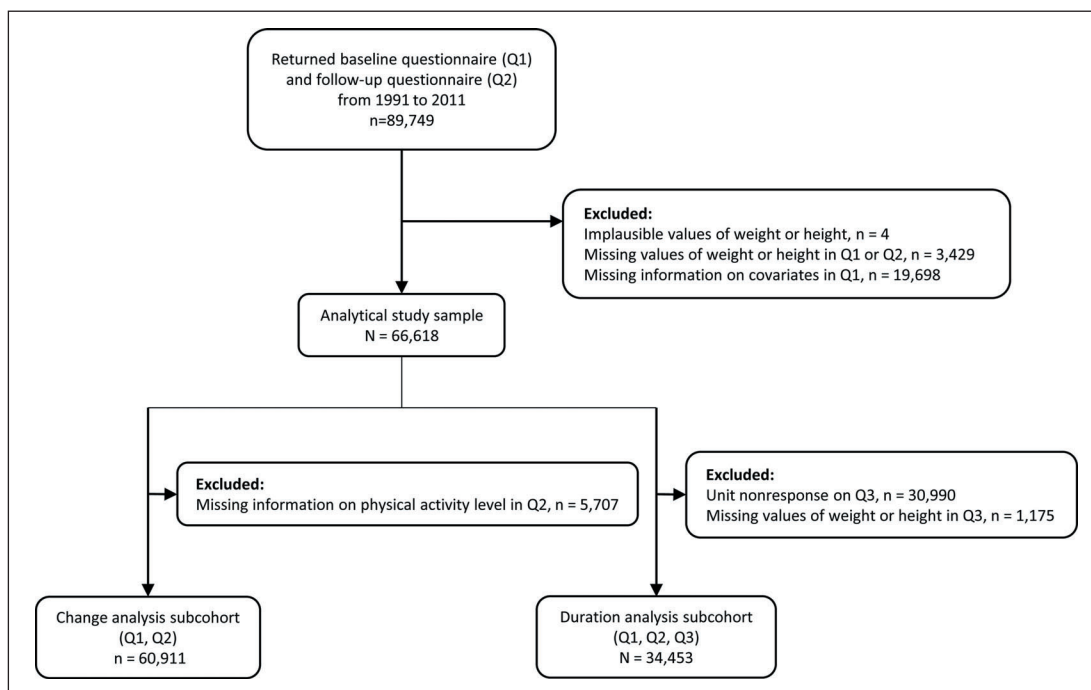 Returned baseline questionnaire (Q1)
and follow-up questionnaire (Q2)
from 1991 to 2011
n=89,749
Excluded:
Implausible values of weight or height, n = 4
Missing values of weight or height in Q1 or Q2, n = 3,429
Missing information on covariates in Q1, n = 19,698
Analytical study sample
N = 66,618
Excluded:
Missing information on physical activity level in Q2, n = 5,707
Excluded:
Unit nonresponse on Q3, n = 30,990
Missing values of weight or height in Q3, n = 1,175
Change analysis subcohort
(Q1, Q2)
n = 60,911
Duration analysis subcohort
(Q1, Q2, Q3)
N = 34,453